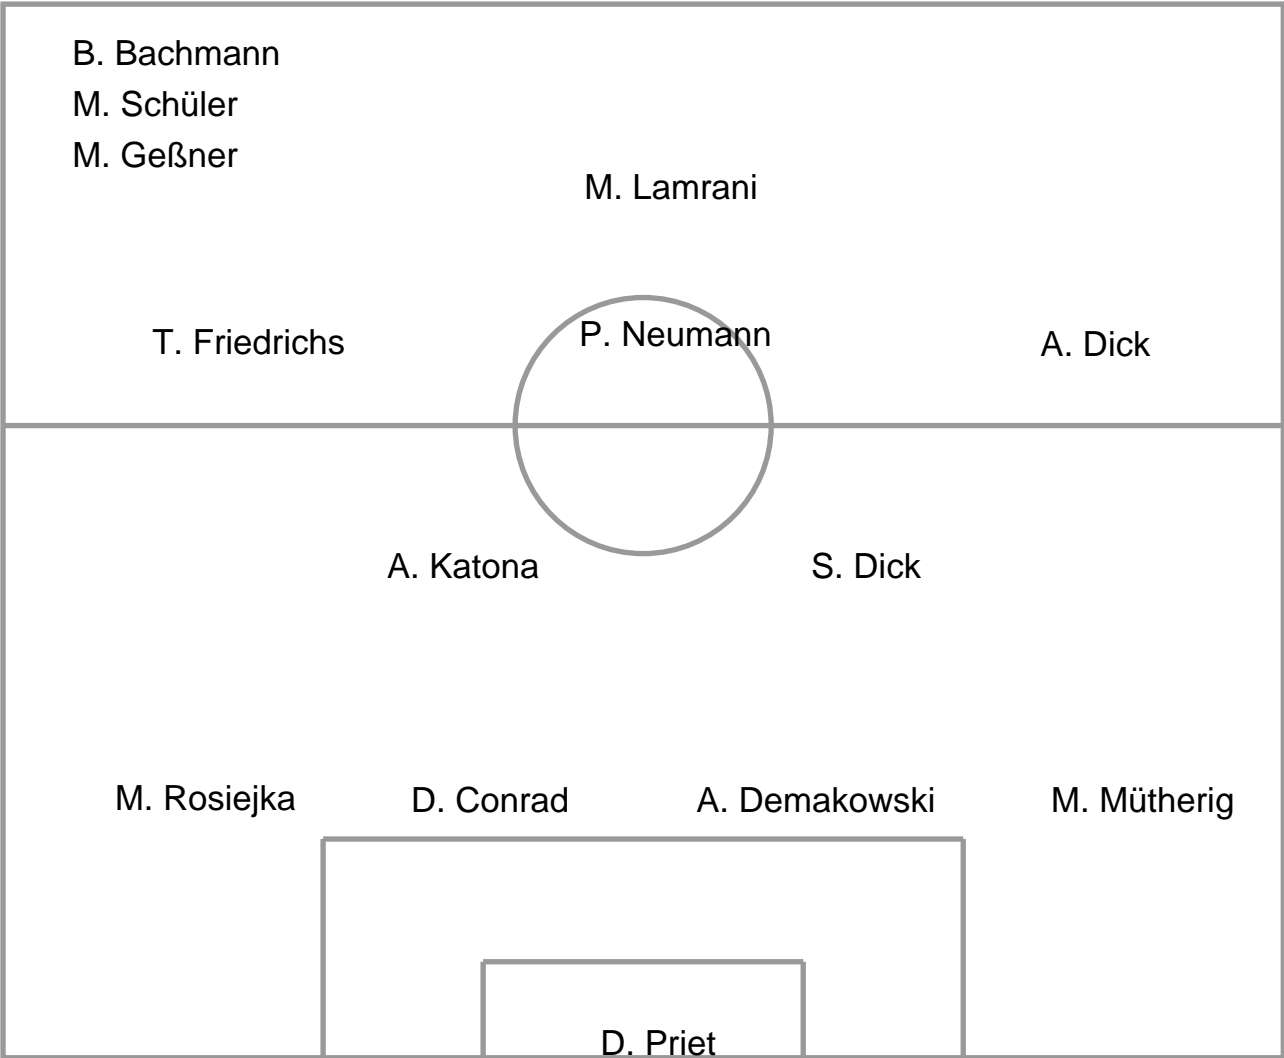 B. Bachmann
M. Schüler
M. Geßner
M. Lamrani
T. Friedrichs
P. Neumann
A. Dick
A. Katona
S. Dick
M. Rosiejka
D. Conrad
A. Demakowski
M. Mütherig
D. Priet